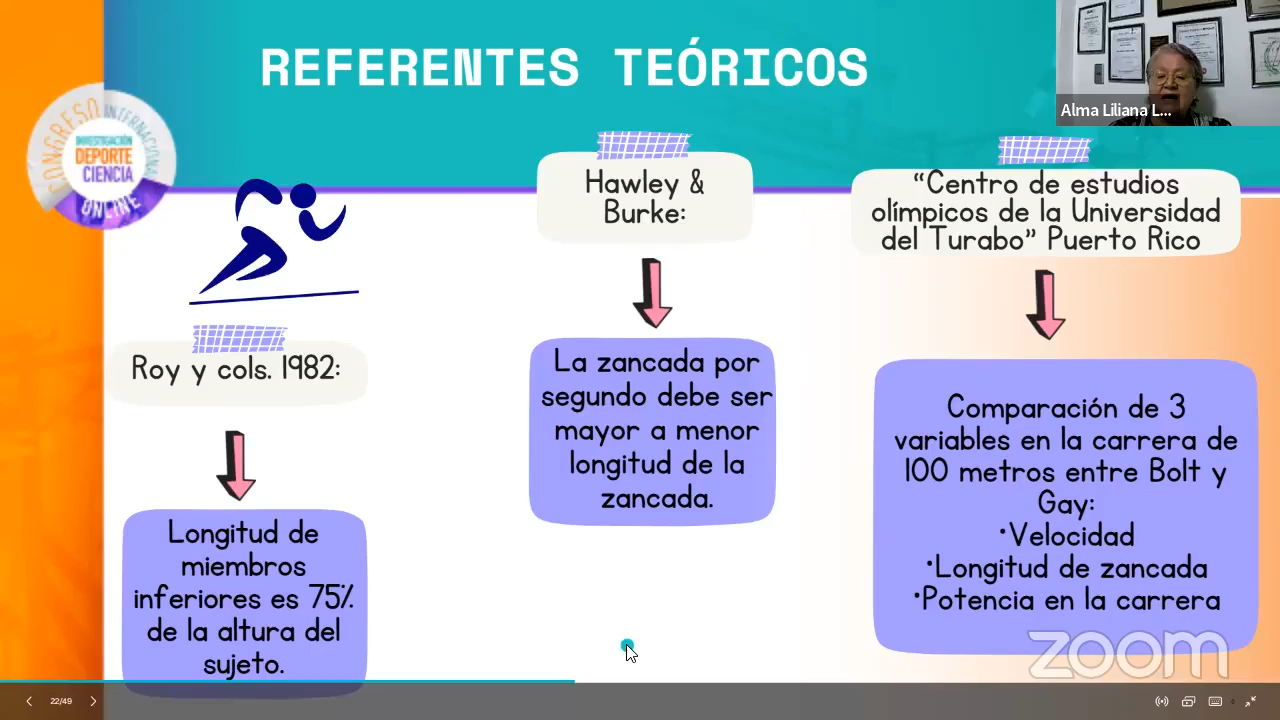 REFERENTES TEÓRICOS
Alma Liliana L...
CONGRESO INTERNACIONAL
INVESTIGACIÓN
DEPORTE
CIENCIA
ONLINE
Roy y cols. 1982:
Longitud de
miembros
inferiores es 75%
de la altura del
sujeto.
Hawley &
Burke:
La zancada por
segundo debe ser
mayor a menor
longitud de la
zancada.
“Centro de estudios
olímpicos de la Universidad
del Turabo” Puerto Rico
Comparación de 3
variables en la carrera de
100 metros entre Bolt y
Gay:
•Velocidad
•Longitud de zancada
•Potencia en la carrera
zoom
22/49